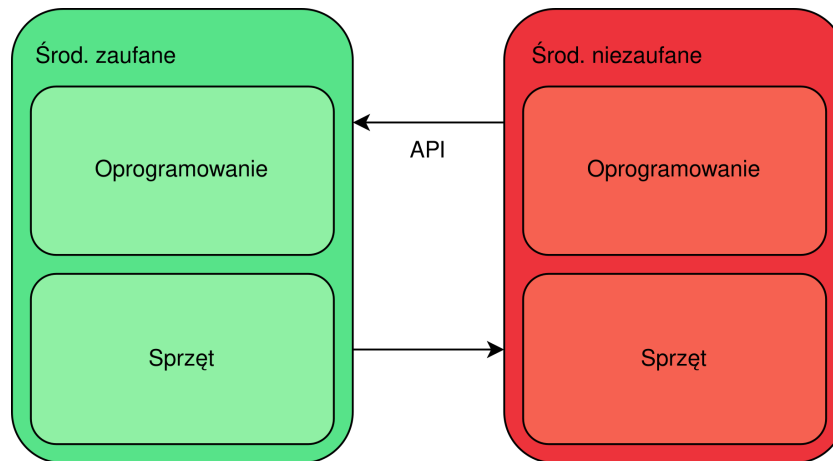 Środ. zaufane
Oprogramowanie
Sprzęt
API
Środ. niezaufane
Oprogramowanie
Sprzęt